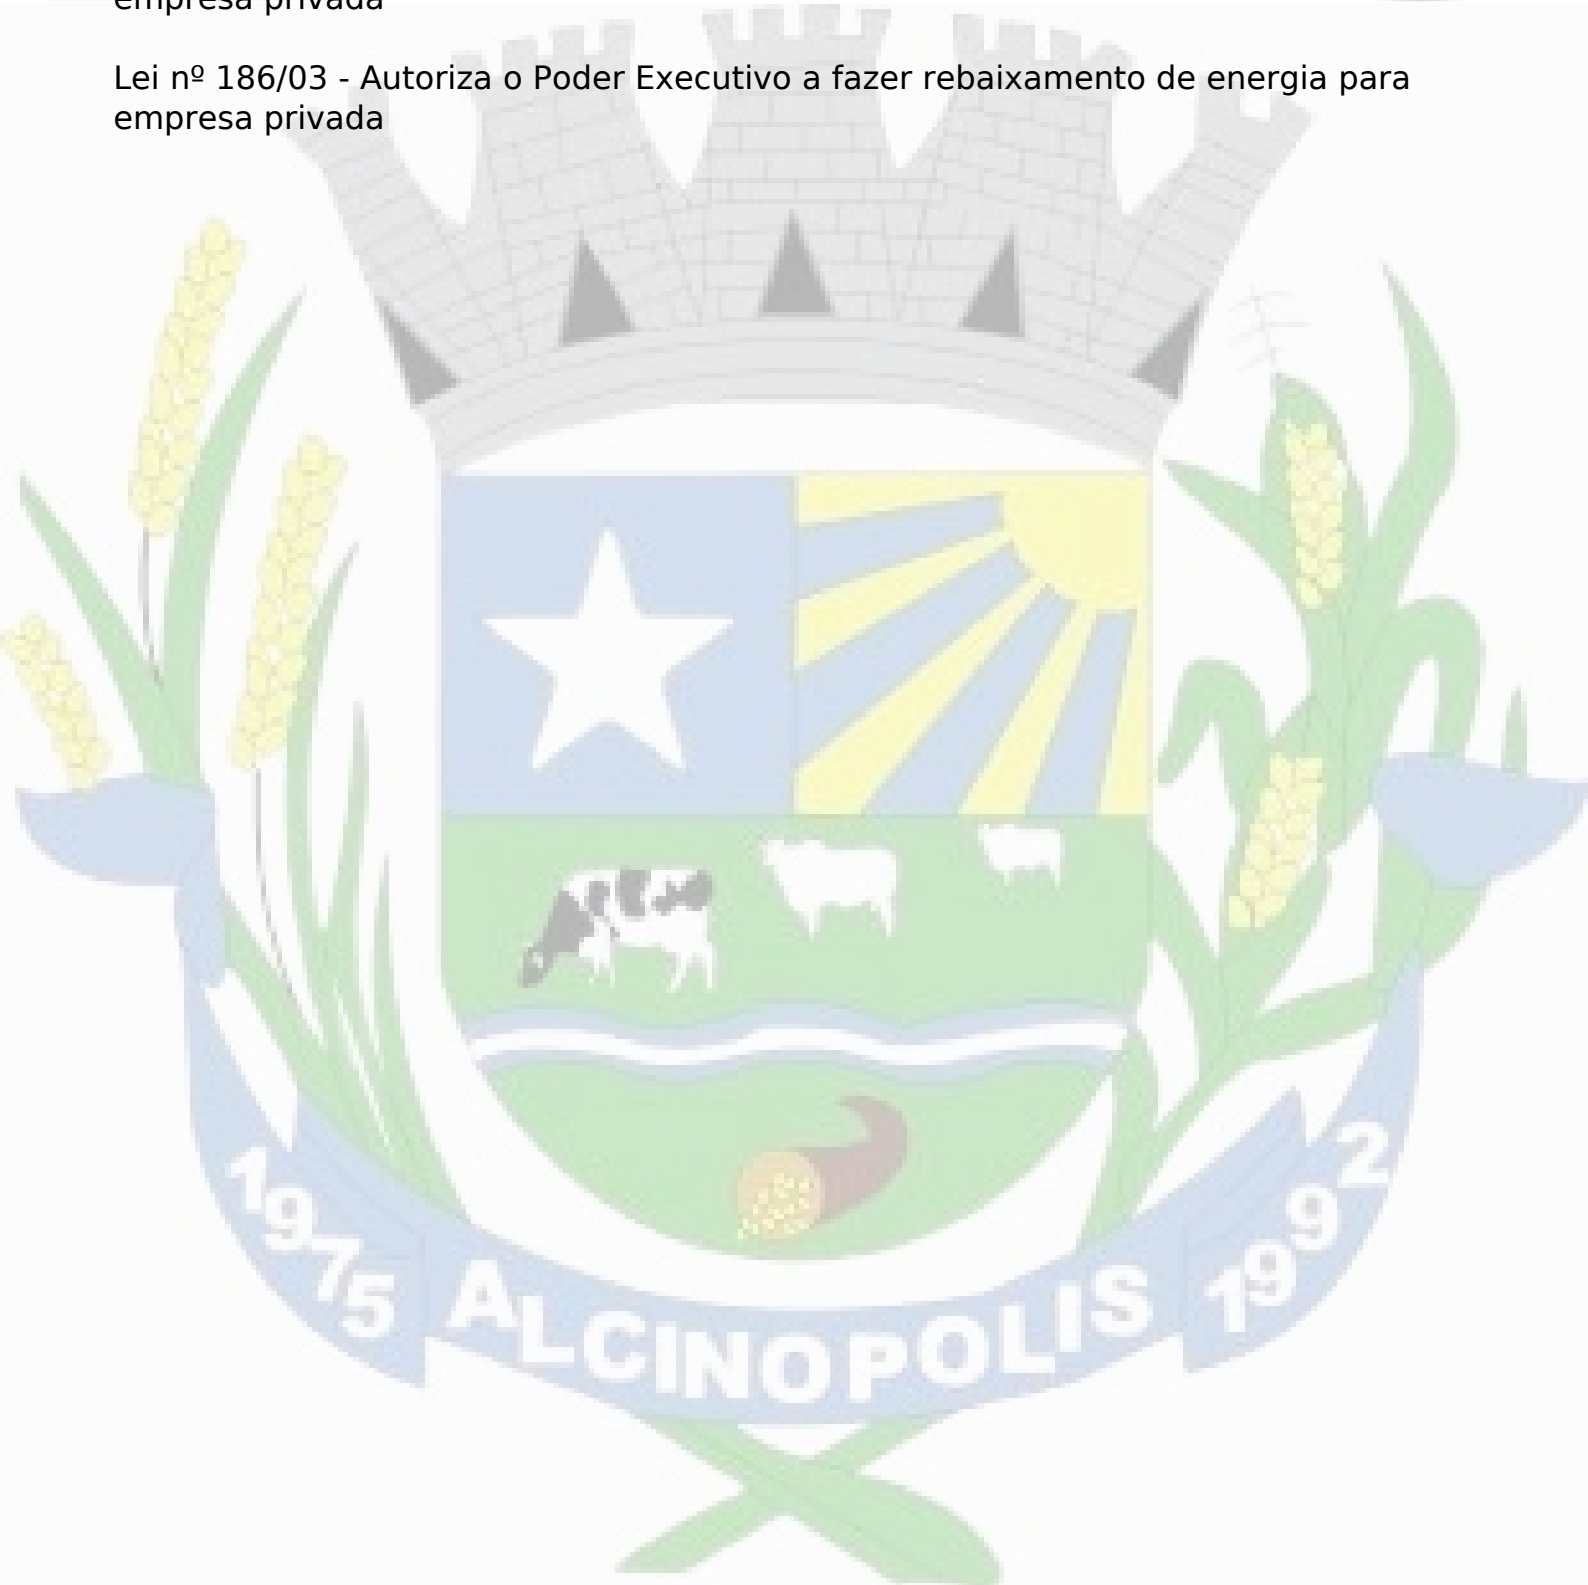 empresa privada
Lei nº 186/03 - Autoriza o Poder Executivo a fazer rebaixamento de energia para
empresa privada
1975 ALCINOPOLIS 1992